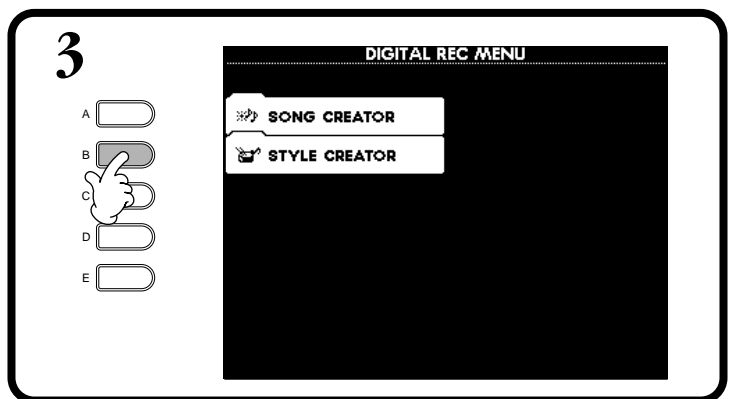 3
DIGITAL REC MENU
A
SONG CREATOR
B
STYLE CREATOR
C
D
E